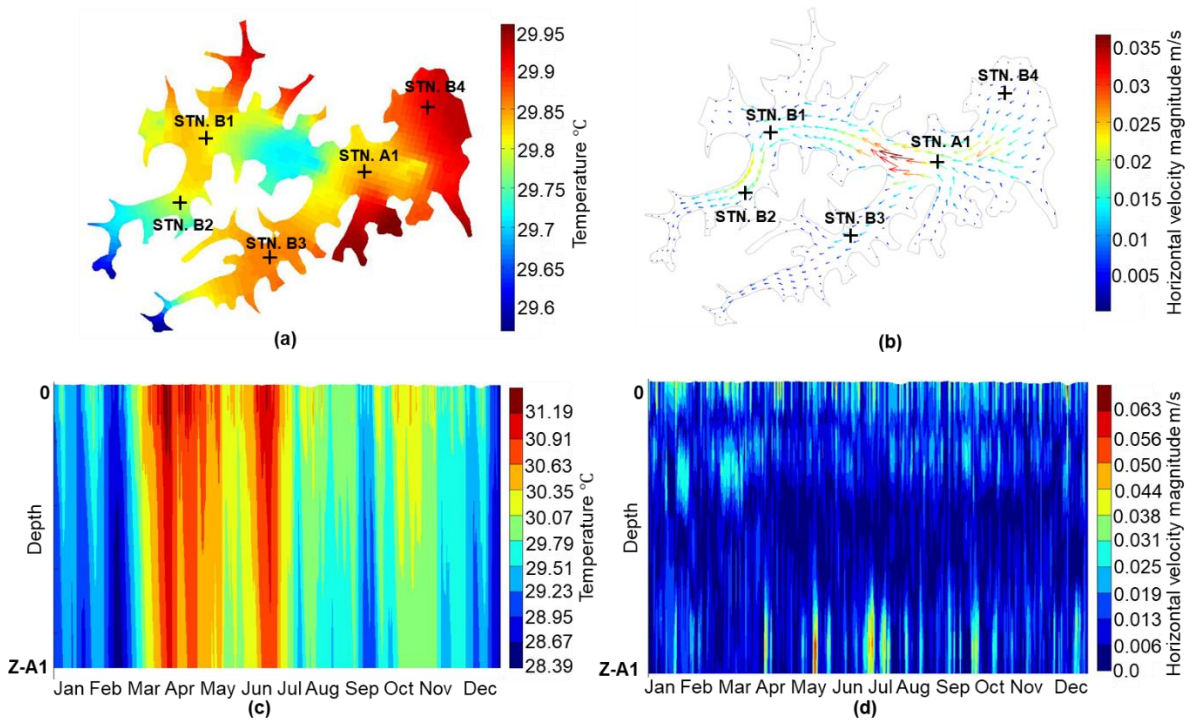 29.95
29.9
29.85
29.8
29.75
29.7
29.65
29.6
Temperature °C
STN. B4
STN. B1
STN. A1
STN. B2
STN. B3
(a)
0.035
0.03
0.025
0.02
0.015
0.01
0.005
Horizontal velocity magnitude m/s
STN. B4
STN. B1
STN. A1
STN. B2
STN. B3
(b)
0
Depth
Z-A1
Jan Feb Mar Apr May Jun Jul Aug Sep Oct Nov Dec
31.19
30.91
30.63
30.35
30.07
29.79
29.51
29.23
28.95
28.67
28.39
Temperature °C
(c)
0
Depth
Z-A1
Jan Feb Mar Apr May Jun Jul Aug Sep Oct Nov Dec
0.063
0.056
0.050
0.044
0.038
0.031
0.025
0.019
0.013
0.006
0.0
Horizontal velocity magnitude m/s
(d)